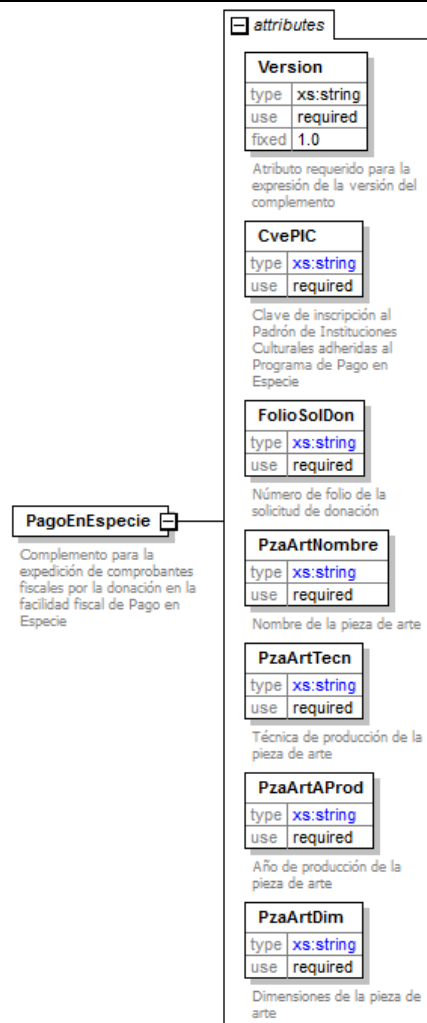 attributes
Version
type xs:string
use required
fixed 1.0
Atributo requerido para la
expresión de la versión del
complemento
CvePIC
type xs:string
use required
Clave de inscripción al
Padrón de Instituciones
Culturales adheridas al
Programa de Pago en
Especie
FolioSolDon
type xs:string
use required
Número de folio de la
solicitud de donación
PagoEnEspecie
Complemento para la
expedición de comprobantes
fiscales por la donación en la
facilidad fiscal de Pago en
Especie
PzaArtNombre
type xs:string
use required
Nombre de la pieza de arte
PzaArtTecn
type xs:string
use required
Técnica de producción de la
pieza de arte
PzaArtAProd
type xs:string
use required
Año de producción de la
pieza de arte
PzaArtDim
type xs:string
use required
Dimensiones de la pieza de
arte